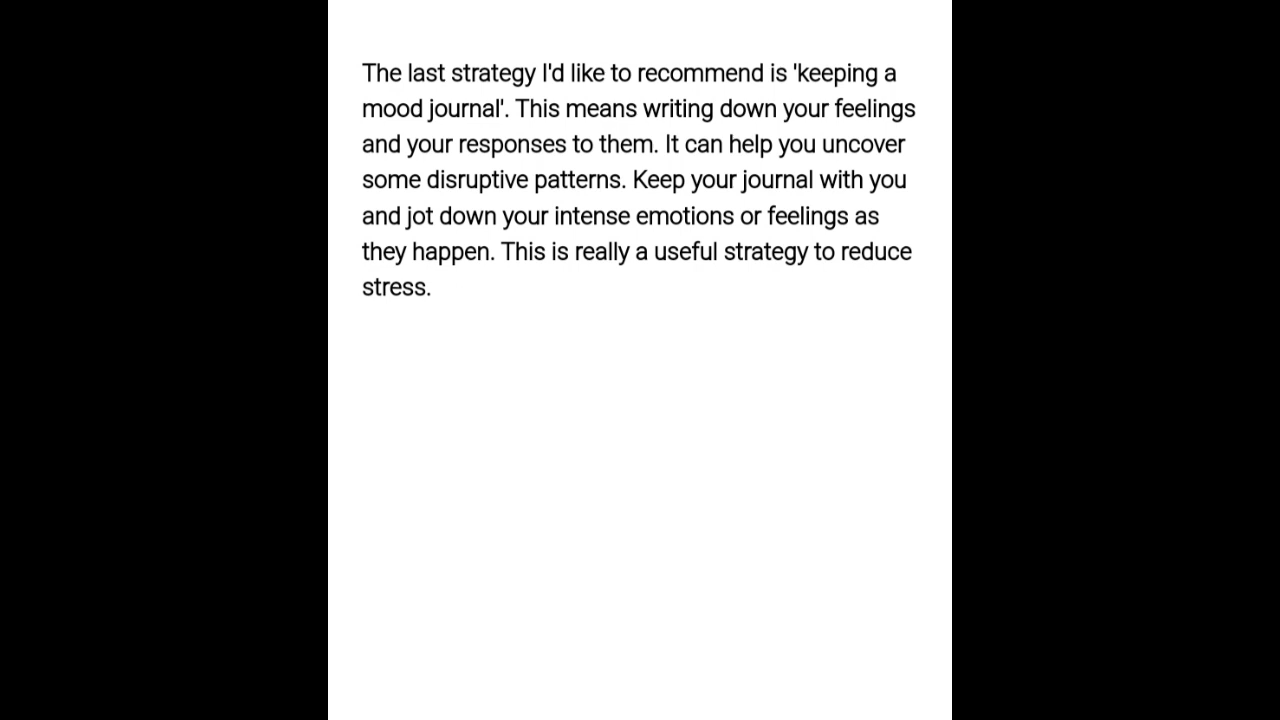 The last strategy I'd like to recommend is 'keeping a
mood journal'. This means writing down your feelings
and your responses to them. It can help you uncover
some disruptive patterns. Keep your journal with you
and jot down your intense emotions or feelings as
they happen. This is really a useful strategy to reduce
stress.